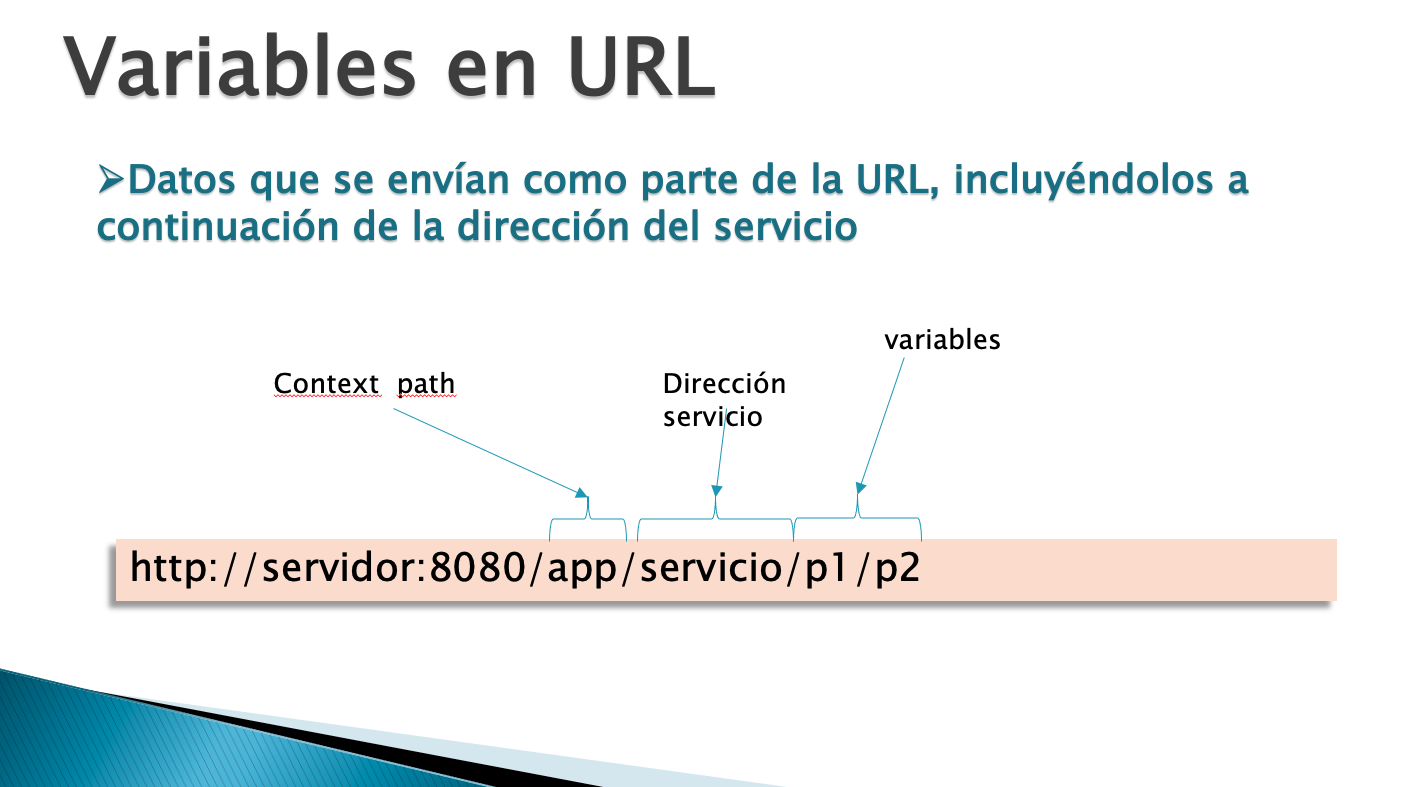 Variables en URL
➢Datos que se envían como parte de la URL, incluyéndolos a
continuación de la dirección del servicio
variables
Context path
Dirección
servicio
http://servidor:8080/app/servicio/p1/p2